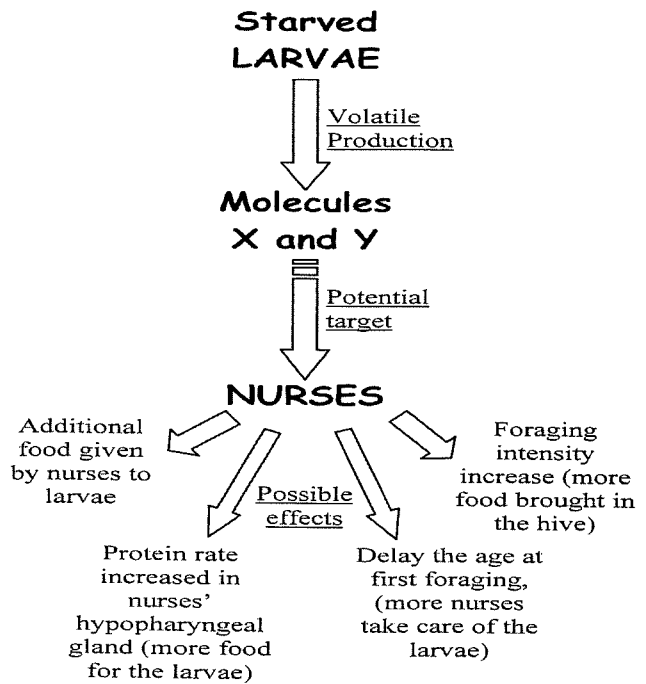 Starved
LARVAE
Volatile
Production
Molecules
X and Y
Potential
target
NURSES
Additional
food given
by nurses to
larvae
Foraging
intensity
increase (more
food brought in
the hive)
Possible
effects
Protein rate
increased in
nurses'
hypopharyngeal
gland (more food
for the larvae)
Delay the age at
first foraging,
(more nurses
take care of the
larvae)